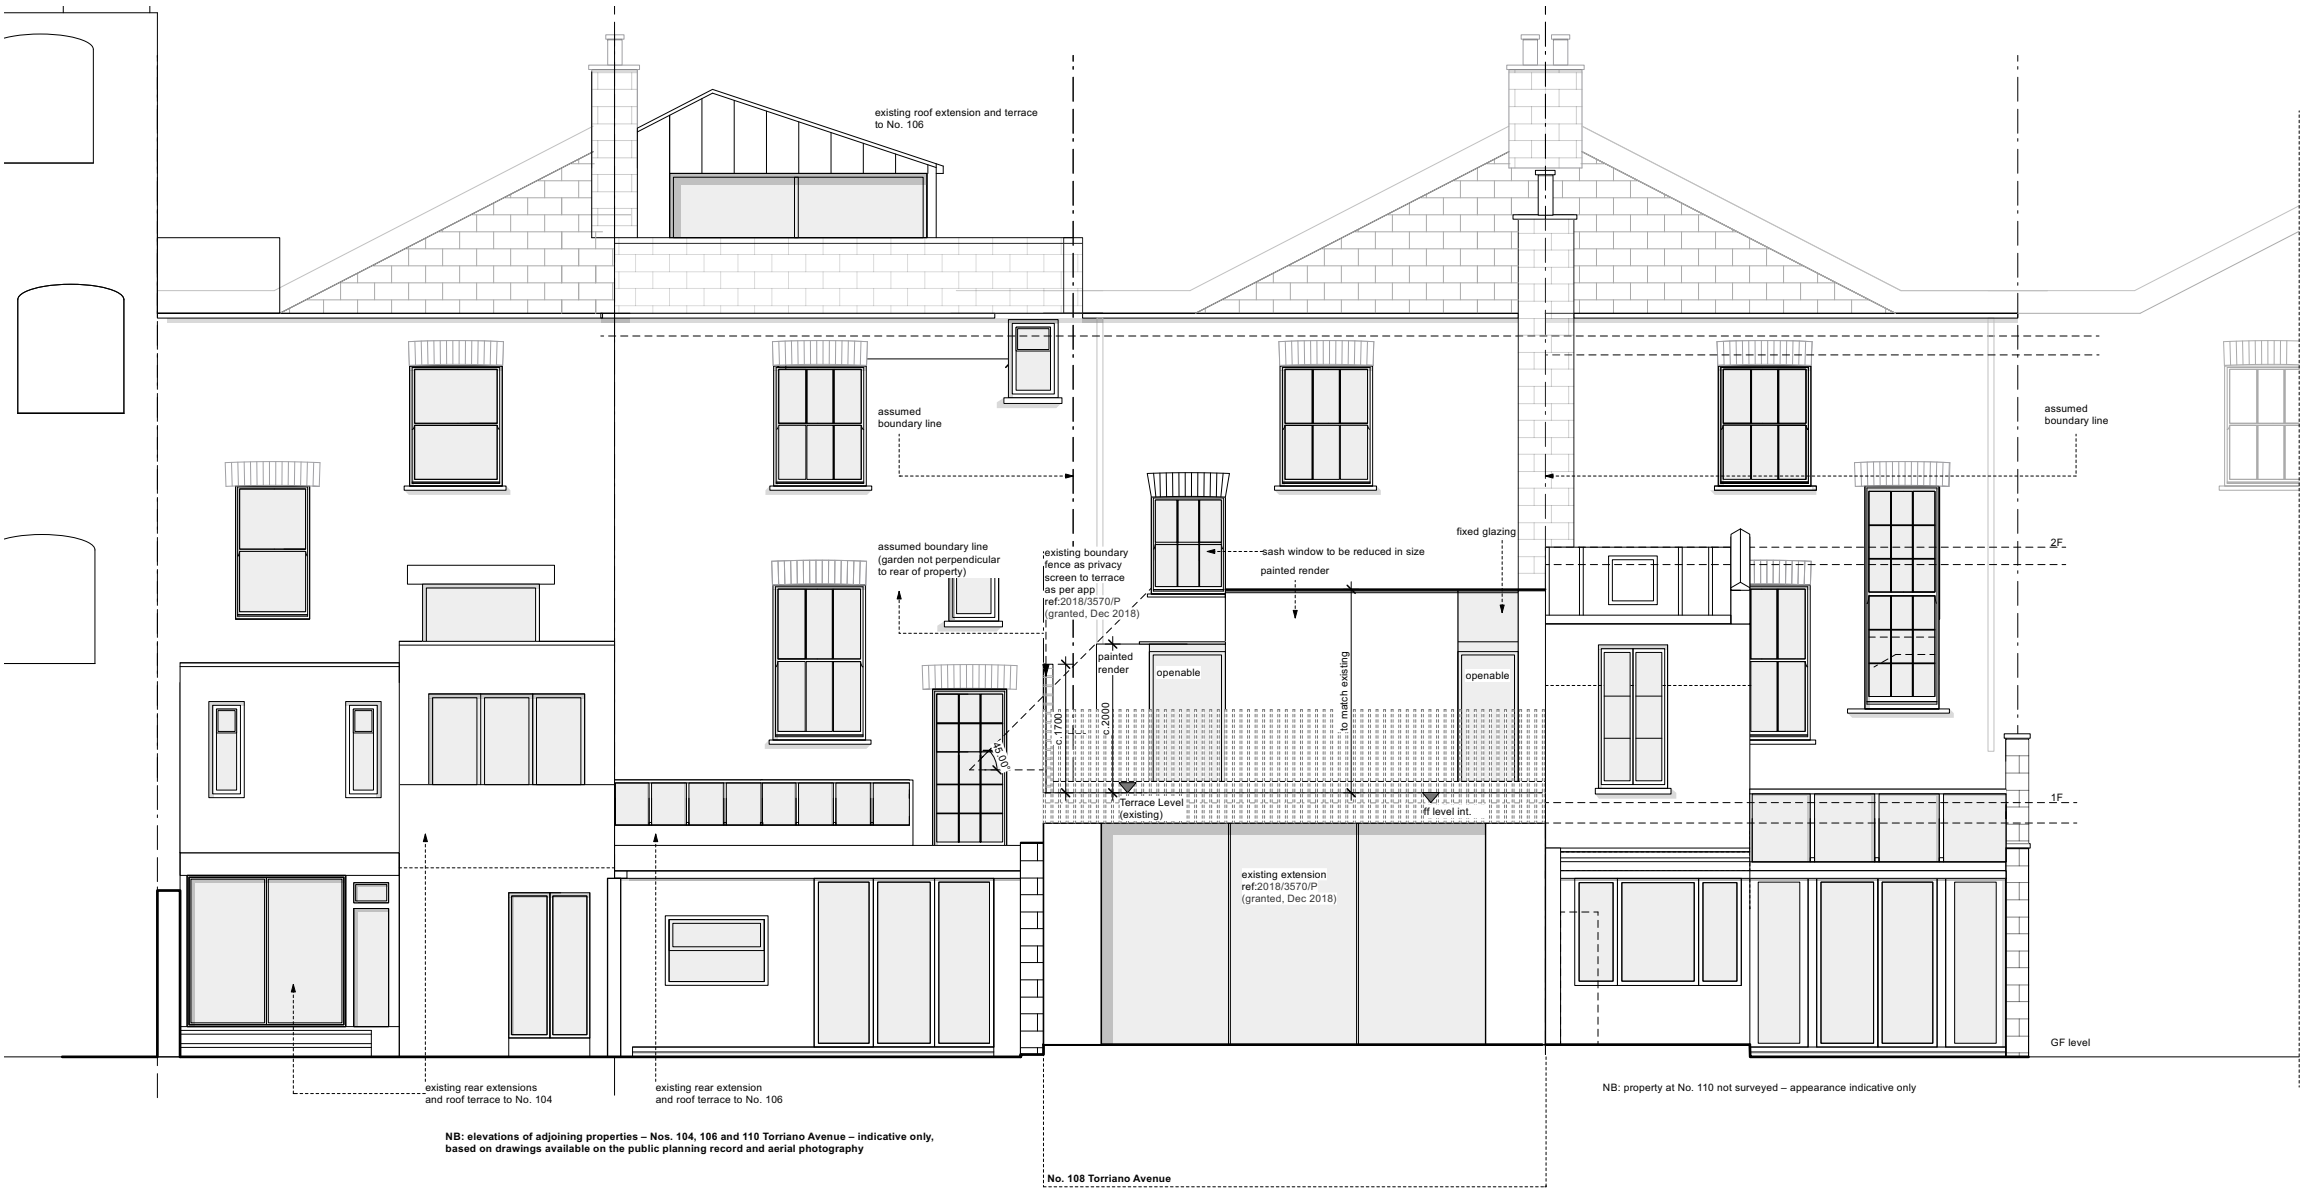 existing roof extension and terrace
to No. 106
assumed
boundary line
assumed
boundary line
assumed boundary line
(garden not perpendicular
to rear of property)
existing boundary
fence as privacy
screen to terrace
as per app
ref:2018/3570/P
(granted, Dec 2018)
sash window to be reduced in size
painted render
fixed glazing
2F
painted
render
openable
openable
to match existing
c.1700
c.2000
45.00°
Terrace Level
(existing)
ff level int.
1F
existing extension
ref:2018/3570/P
(granted, Dec 2018)
GF level
existing rear extensions
and roof terrace to No. 104
existing rear extension
and roof terrace to No. 106
NB: property at No. 110 not surveyed – appearance indicative only
NB: elevations of adjoining properties – Nos. 104, 106 and 110 Torriano Avenue – indicative only,
based on drawings available on the public planning record and aerial photography
No. 108 Torriano Avenue